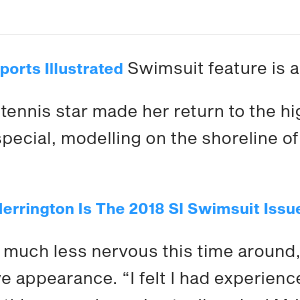 ports Illustrated Swimsuit feature is a
tennis star made her return to the hig
special, modelling on the shoreline of
errington Is The 2018 SI Swimsuit Issue
much less nervous this time around,
e appearance. “I felt I had experience